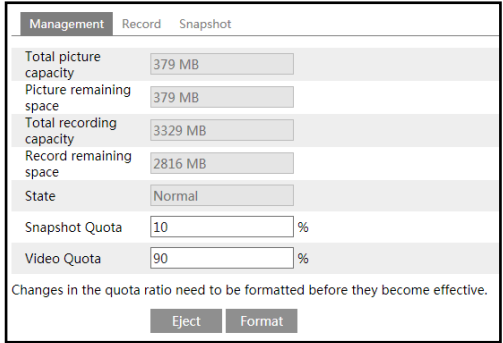 Management Record Snapshot
Total picture
capacity
379 MB
Picture remaining
space
379 MB
Total recording
capacity
3329 MB
Record remaining
space
2816 MB
State
Normal
Snapshot Quota
10
%
Video Quota
90
%
Changes in the quota ratio need to be formatted before they become effective.
Eject Format